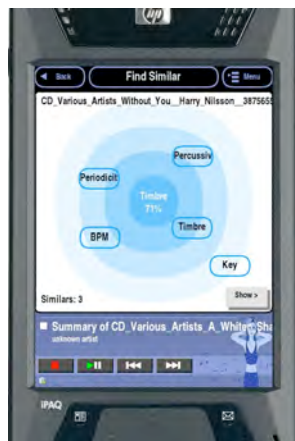 hp
Back Find Similar Menu
CD_Various_Artists_Without_You__Harry_Nilsson__3875655
Percussiv
Periodicit
Timbre
71%
Timbre
BPM
Key
Similars: 3
Show >
Summary of CD_Various_Artists_A_Whiter_Sha
unknown artist
iPAQ